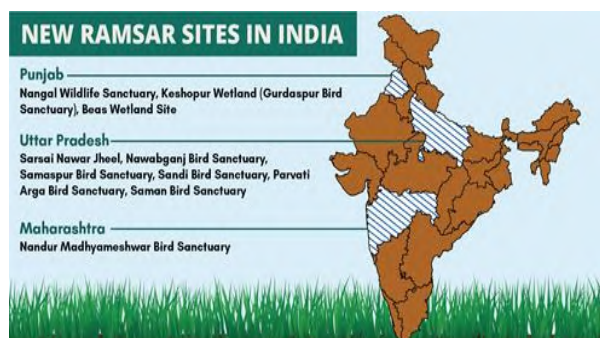 NEW RAMSAR SITES IN INDIA
Punjab
Nangal Wildlife Sanctuary, Keshopur Wetland (Gurdaspur Bird
Sanctuary), Beas Wetland Site
Uttar Pradesh
Sarsai Nawar Jheel, Nawabganj Bird Sanctuary,
Samaspur Bird Sanctuary, Sandi Bird Sanctuary, Parvati
Arga Bird Sanctuary, Saman Bird Sanctuary
Maharashtra
Nandur Madhyameshwar Bird Sanctuary